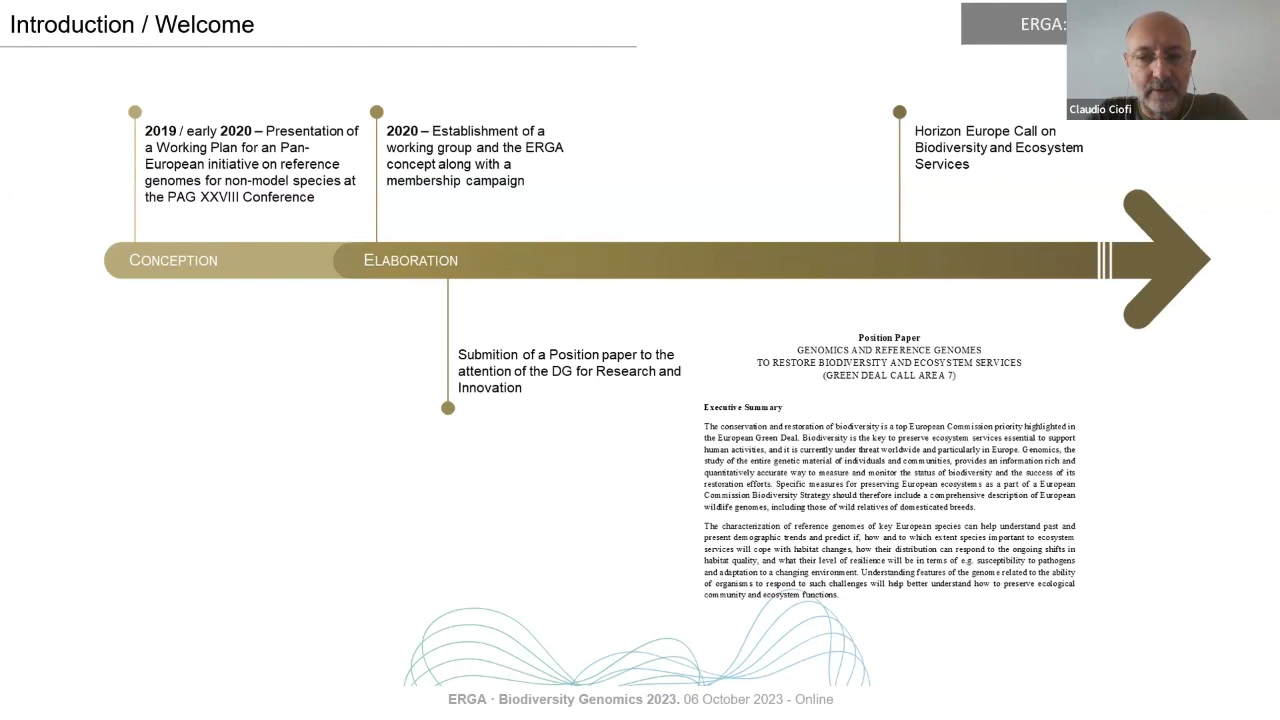 Introduction / Welcome
ERGA:
Claudio Ciofi
2019 / early 2020 – Presentation of
a Working Plan for an Pan-
European initiative on reference
genomes for non-model species at
the PAG XXVIII Conference
2020 – Establishment of a
working group and the ERGA
concept along with a
membership campaign
Horizon Europe Call on
Biodiversity and Ecosystem
Services
CONCEPTION
ELABORATION
Submition of a Position paper to the
attention of the DG for Research and
Innovation
Position Paper
GENOMICS AND REFERENCE GENOMES
TO RESTORE BIODIVERSITY AND ECOSYSTEM SERVICES
(GREEN DEAL CALL AREA 7)
Executive Summary
The conservation and restoration of biodiversity is a top European Commission priority highlighted in
the European Green Deal. Biodiversity is the key to preserve ecosystem services essential to support
human activities, and it is currently under threat worldwide and particularly in Europe. Genomics, the
study of the entire genetic material of individuals and communities, provides an information rich and
quantitatively accurate way to measure and monitor the status of biodiversity and the success of its
restoration efforts. Specific measures for preserving European ecosystems as a part of a European
Commission Biodiversity Strategy should therefore include a comprehensive description of European
wildlife genomes, including those of wild relatives of domesticated breeds.
The characterization of reference genomes of key European species can help understand past and
present demographic trends and predict if, how and to which extent species important to ecosystem
services will cope with habitat changes, how their distribution can respond to the ongoing shifts in
habitat quality, and what their level of resilience will be in terms of e.g. susceptibility to pathogens
and adaptation to a changing environment. Understanding features of the genome related to the ability
of organisms to respond to such challenges will help better understand how to preserve ecological
community and ecosystem functions.
ERGA · Biodiversity Genomics 2023. 06 October 2023 - Online